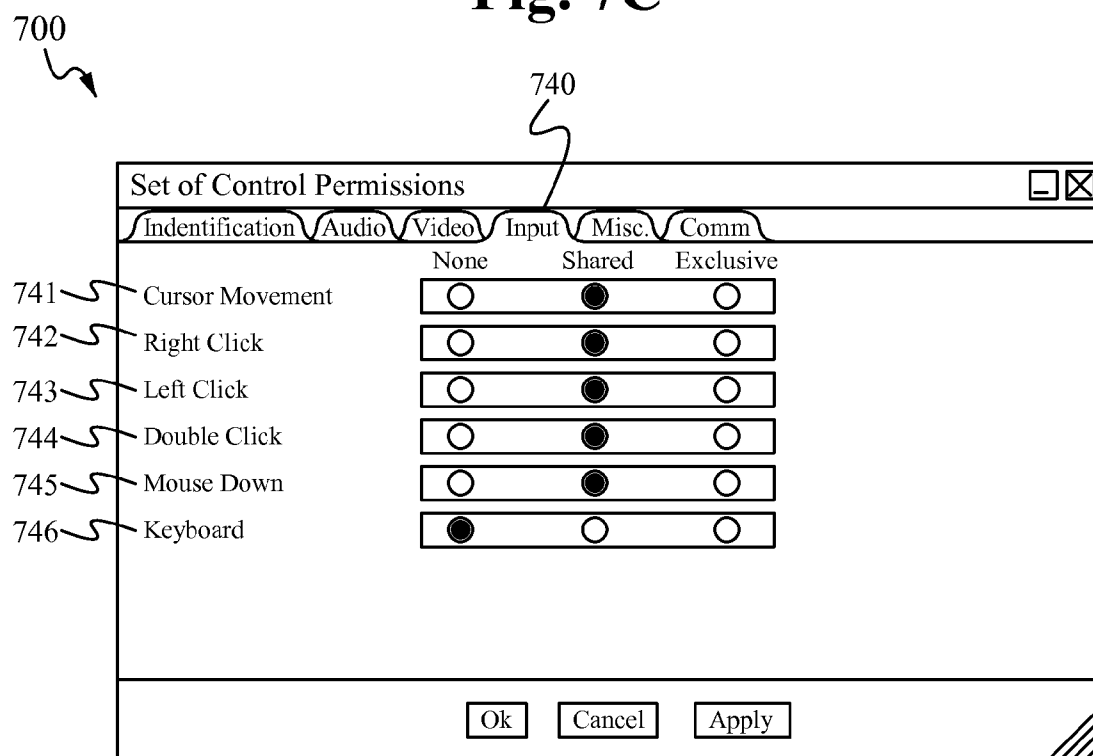 Fig. 7C
700
740
Set of Control Permissions
Indentification Audio Video Input Misc. Comm
None Shared Exclusive
741 Cursor Movement
742 Right Click
743 Left Click
744 Double Click
745 Mouse Down
746 Keyboard
Ok Cancel Apply